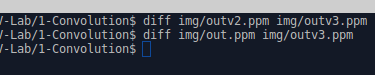 V-Lab/1-Convolution$ diff img/outv2.ppm img/outv3.ppm
V-Lab/1-Convolution$ diff img/out.ppm img/outv3.ppm
V-Lab/1-Convolution$